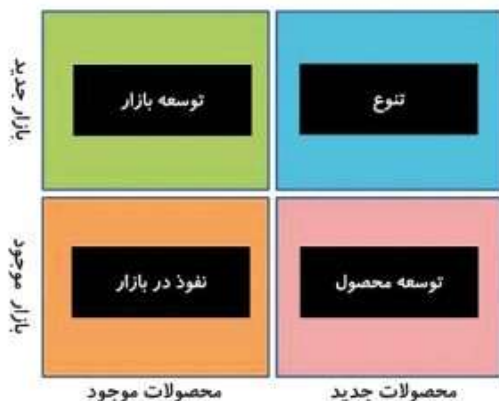 بازار جدید
توسعه بازار
تنوع
بازار موجود
نفوذ در بازار
توسعه محصول
محصولات موجود
محصولات جدید